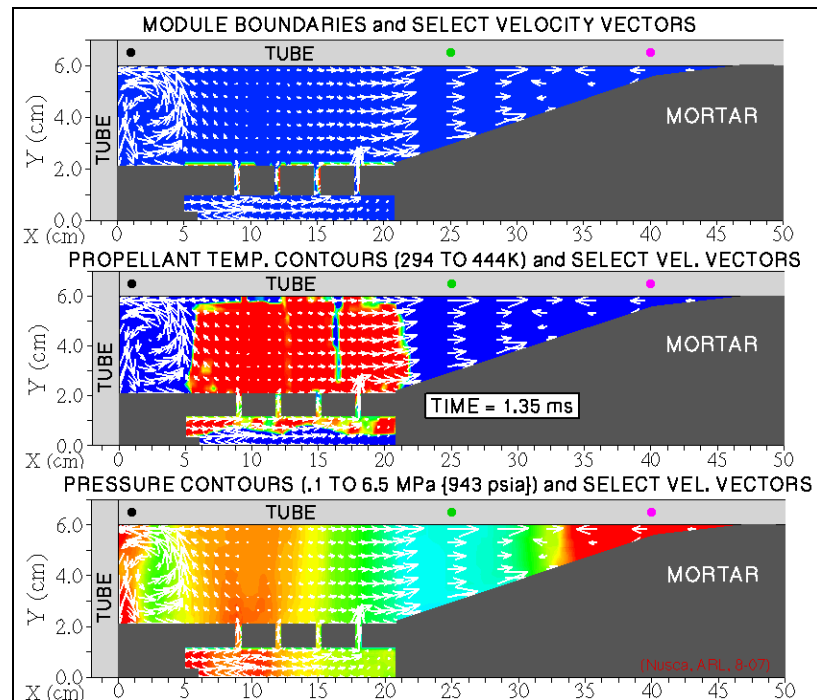 MODULE BOUNDARIES and SELECT VELOCITY VECTORS
TUBE
6.0
4.0
2.0
0.0
Y (cm)
TUBE
MORTAR
X (cm) 0 5 10 15 20 25 30 35 40 45 50
PROPELLANT TEMP. CONTOURS (294 TO 444K) and SELECT VEL. VECTORS
TUBE
6.0
4.0
2.0
0.0
Y (cm)
TUBE
MORTAR
TIME = 1.35 ms
X (cm) 0 5 10 15 20 25 30 35 40 45 50
PRESSURE CONTOURS (.1 TO 6.5 MPa {943 psia}) and SELECT VEL. VECTORS
TUBE
6.0
4.0
2.0
0.0
Y (cm)
TUBE
MORTAR
(Nusca, ARL, 8-07)
X (cm) 0 5 10 15 20 25 30 35 40 45 50